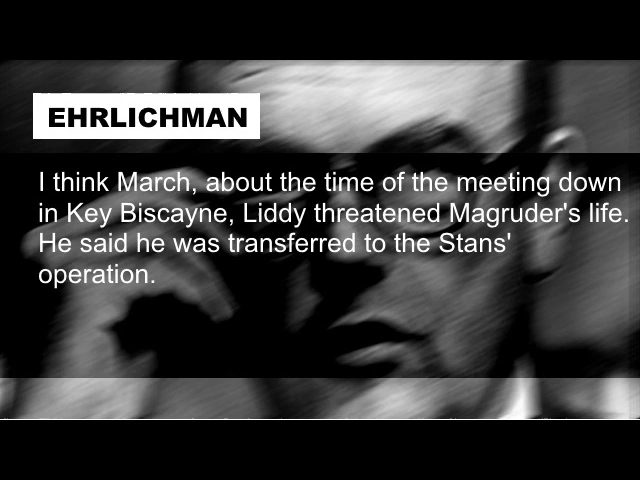 EHRLICHMAN
I think March, about the time of the meeting down
in Key Biscayne, Liddy threatened Magruder's life.
He said he was transferred to the Stans'
operation.